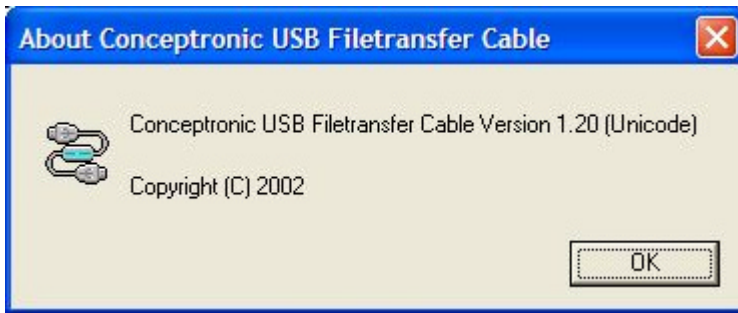 About Conceptronic USB Filetransfer Cable
Conceptronic USB Filetransfer Cable Version 1.20 (Unicode)
Copyright (C) 2002
OK